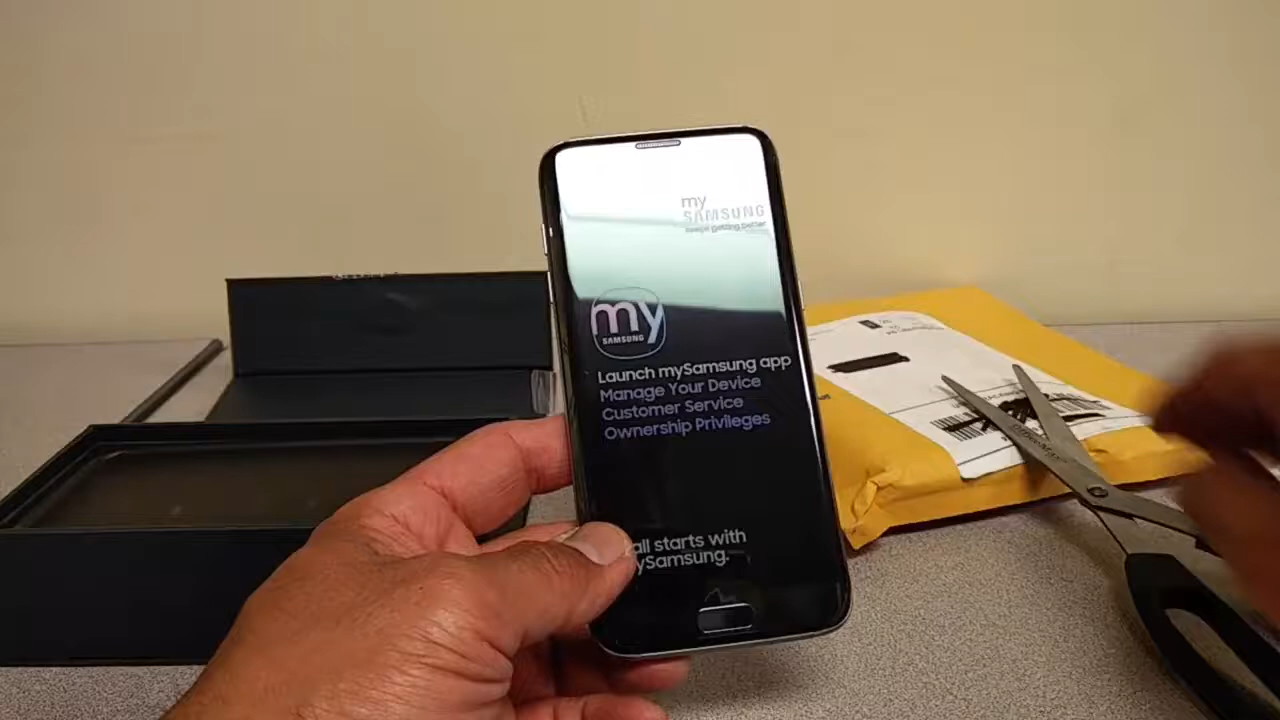 my
SAMSUNG
keeps getting better
my
SAMSUNG
Launch mySamsung app
Manage Your Device
Customer Service
Ownership Privileges
all starts with
ySamsung.